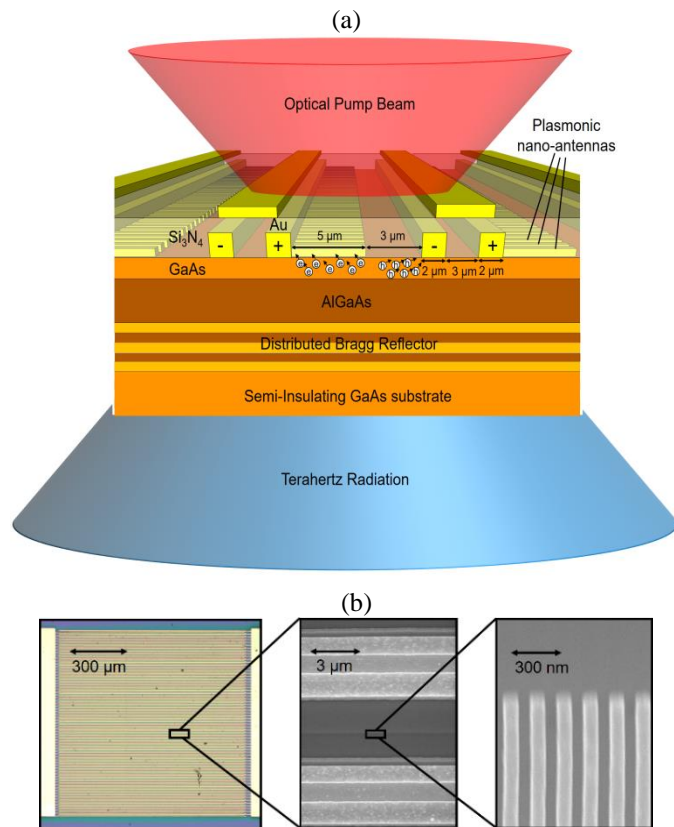 (a)
Optical Pump Beam
Plasmonic
nano-antennas
Si₃N₄
Au
5 μm
3 μm
-
+
-
+
GaAs
e e e e e e e
h h h h h h h
2 μm
3 μm
2 μm
AlGaAs
Distributed Bragg Reflector
Semi-Insulating GaAs substrate
Terahertz Radiation
(b)
300 μm
3 μm
300 nm